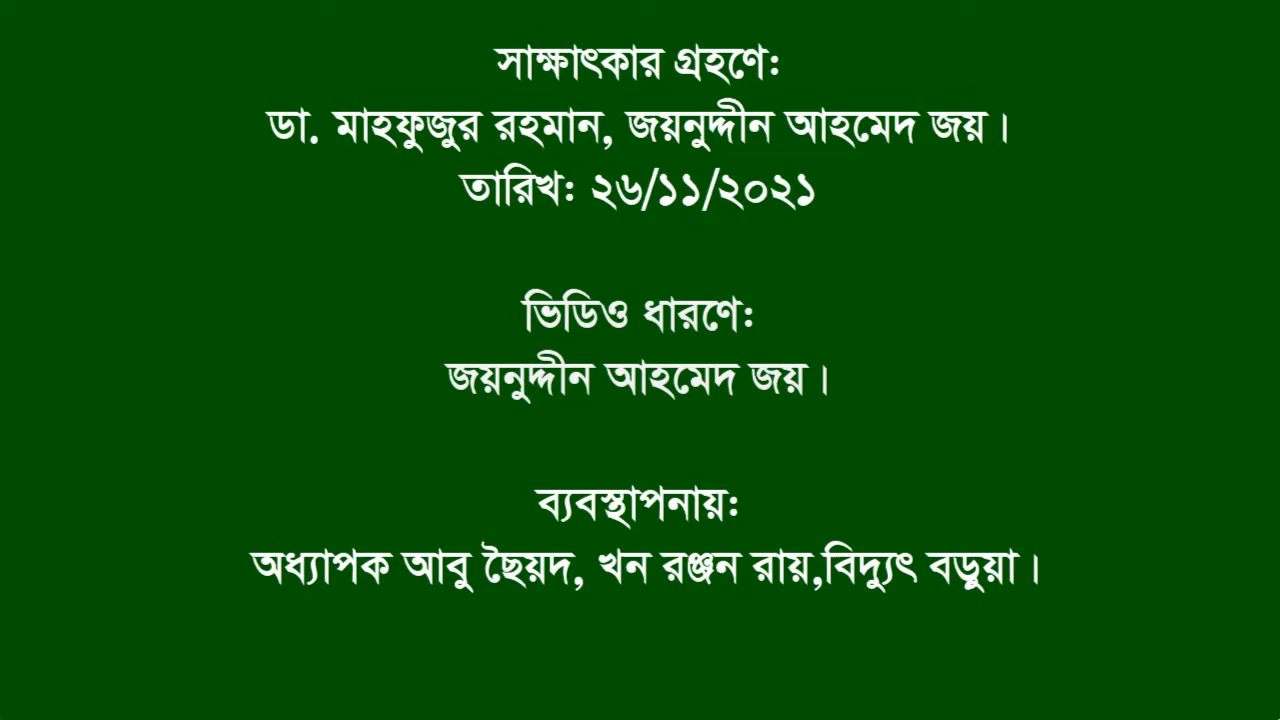 সাক্ষাৎকার গ্রহণে:
ডা. মাহফুজুর রহমান, জয়নুদ্দীন আহমেদ জয়।
তারিখ: ২৬/১১/২০২১
ভিডিও ধারণে:
জয়নুদ্দীন আহমেদ জয়।
ব্যবস্থাপনায়:
অধ্যাপক আবু ছৈয়দ, খন রঞ্জন রায়,বিদ্যুৎ বড়ুয়া।